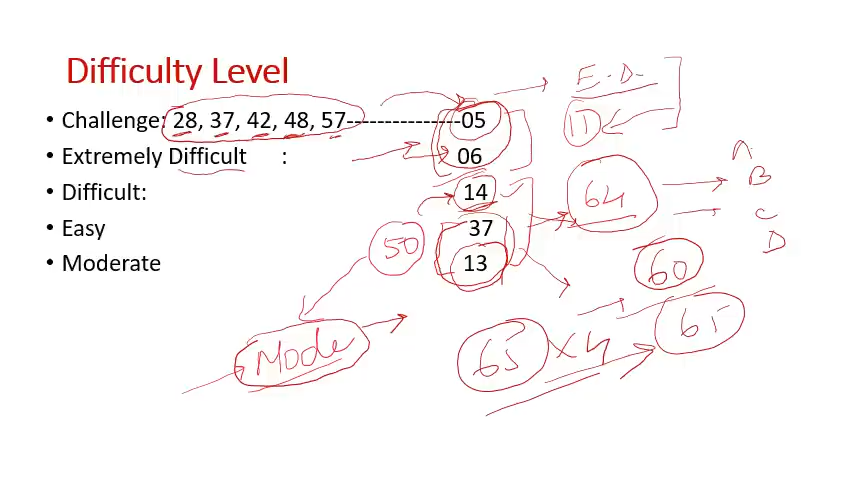 Difficulty Level
• Challenge: 28, 37, 42, 48, 57----------------05
• Extremely Difficult : 06
• Difficult: 14
• Easy 37
• Moderate 13
E. D.
11
64
A
B
C
D
50
60
Mode
65 x 4
65